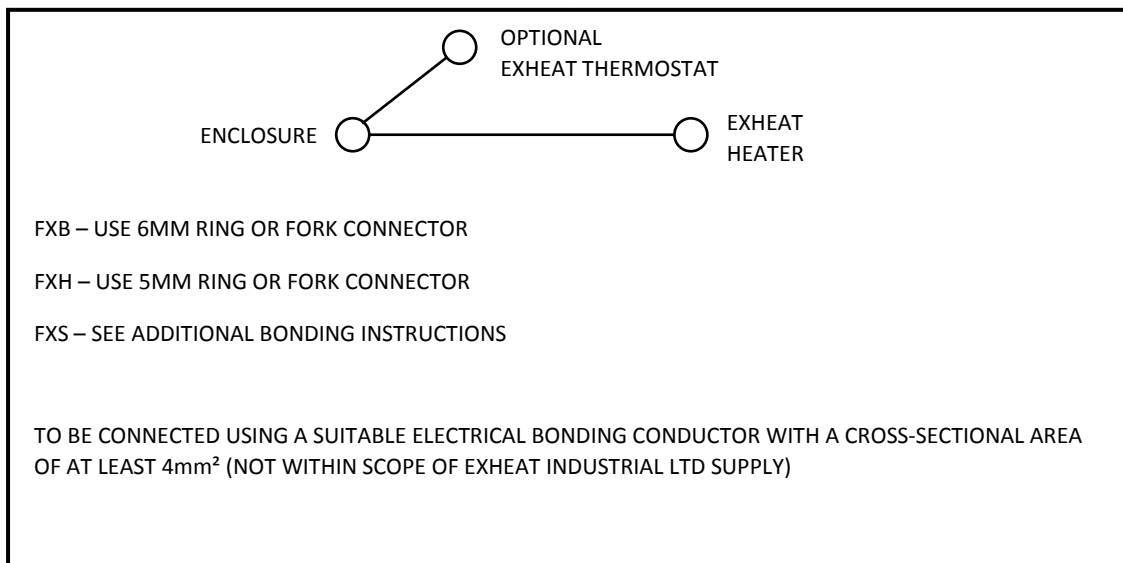 OPTIONAL
EXHEAT THERMOSTAT
ENCLOSURE
EXHEAT
HEATER
FXB – USE 6MM RING OR FORK CONNECTOR
FXH – USE 5MM RING OR FORK CONNECTOR
FXS – SEE ADDITIONAL BONDING INSTRUCTIONS
TO BE CONNECTED USING A SUITABLE ELECTRICAL BONDING CONDUCTOR WITH A CROSS-SECTIONAL AREA
OF AT LEAST 4mm² (NOT WITHIN SCOPE OF EXHEAT INDUSTRIAL LTD SUPPLY)